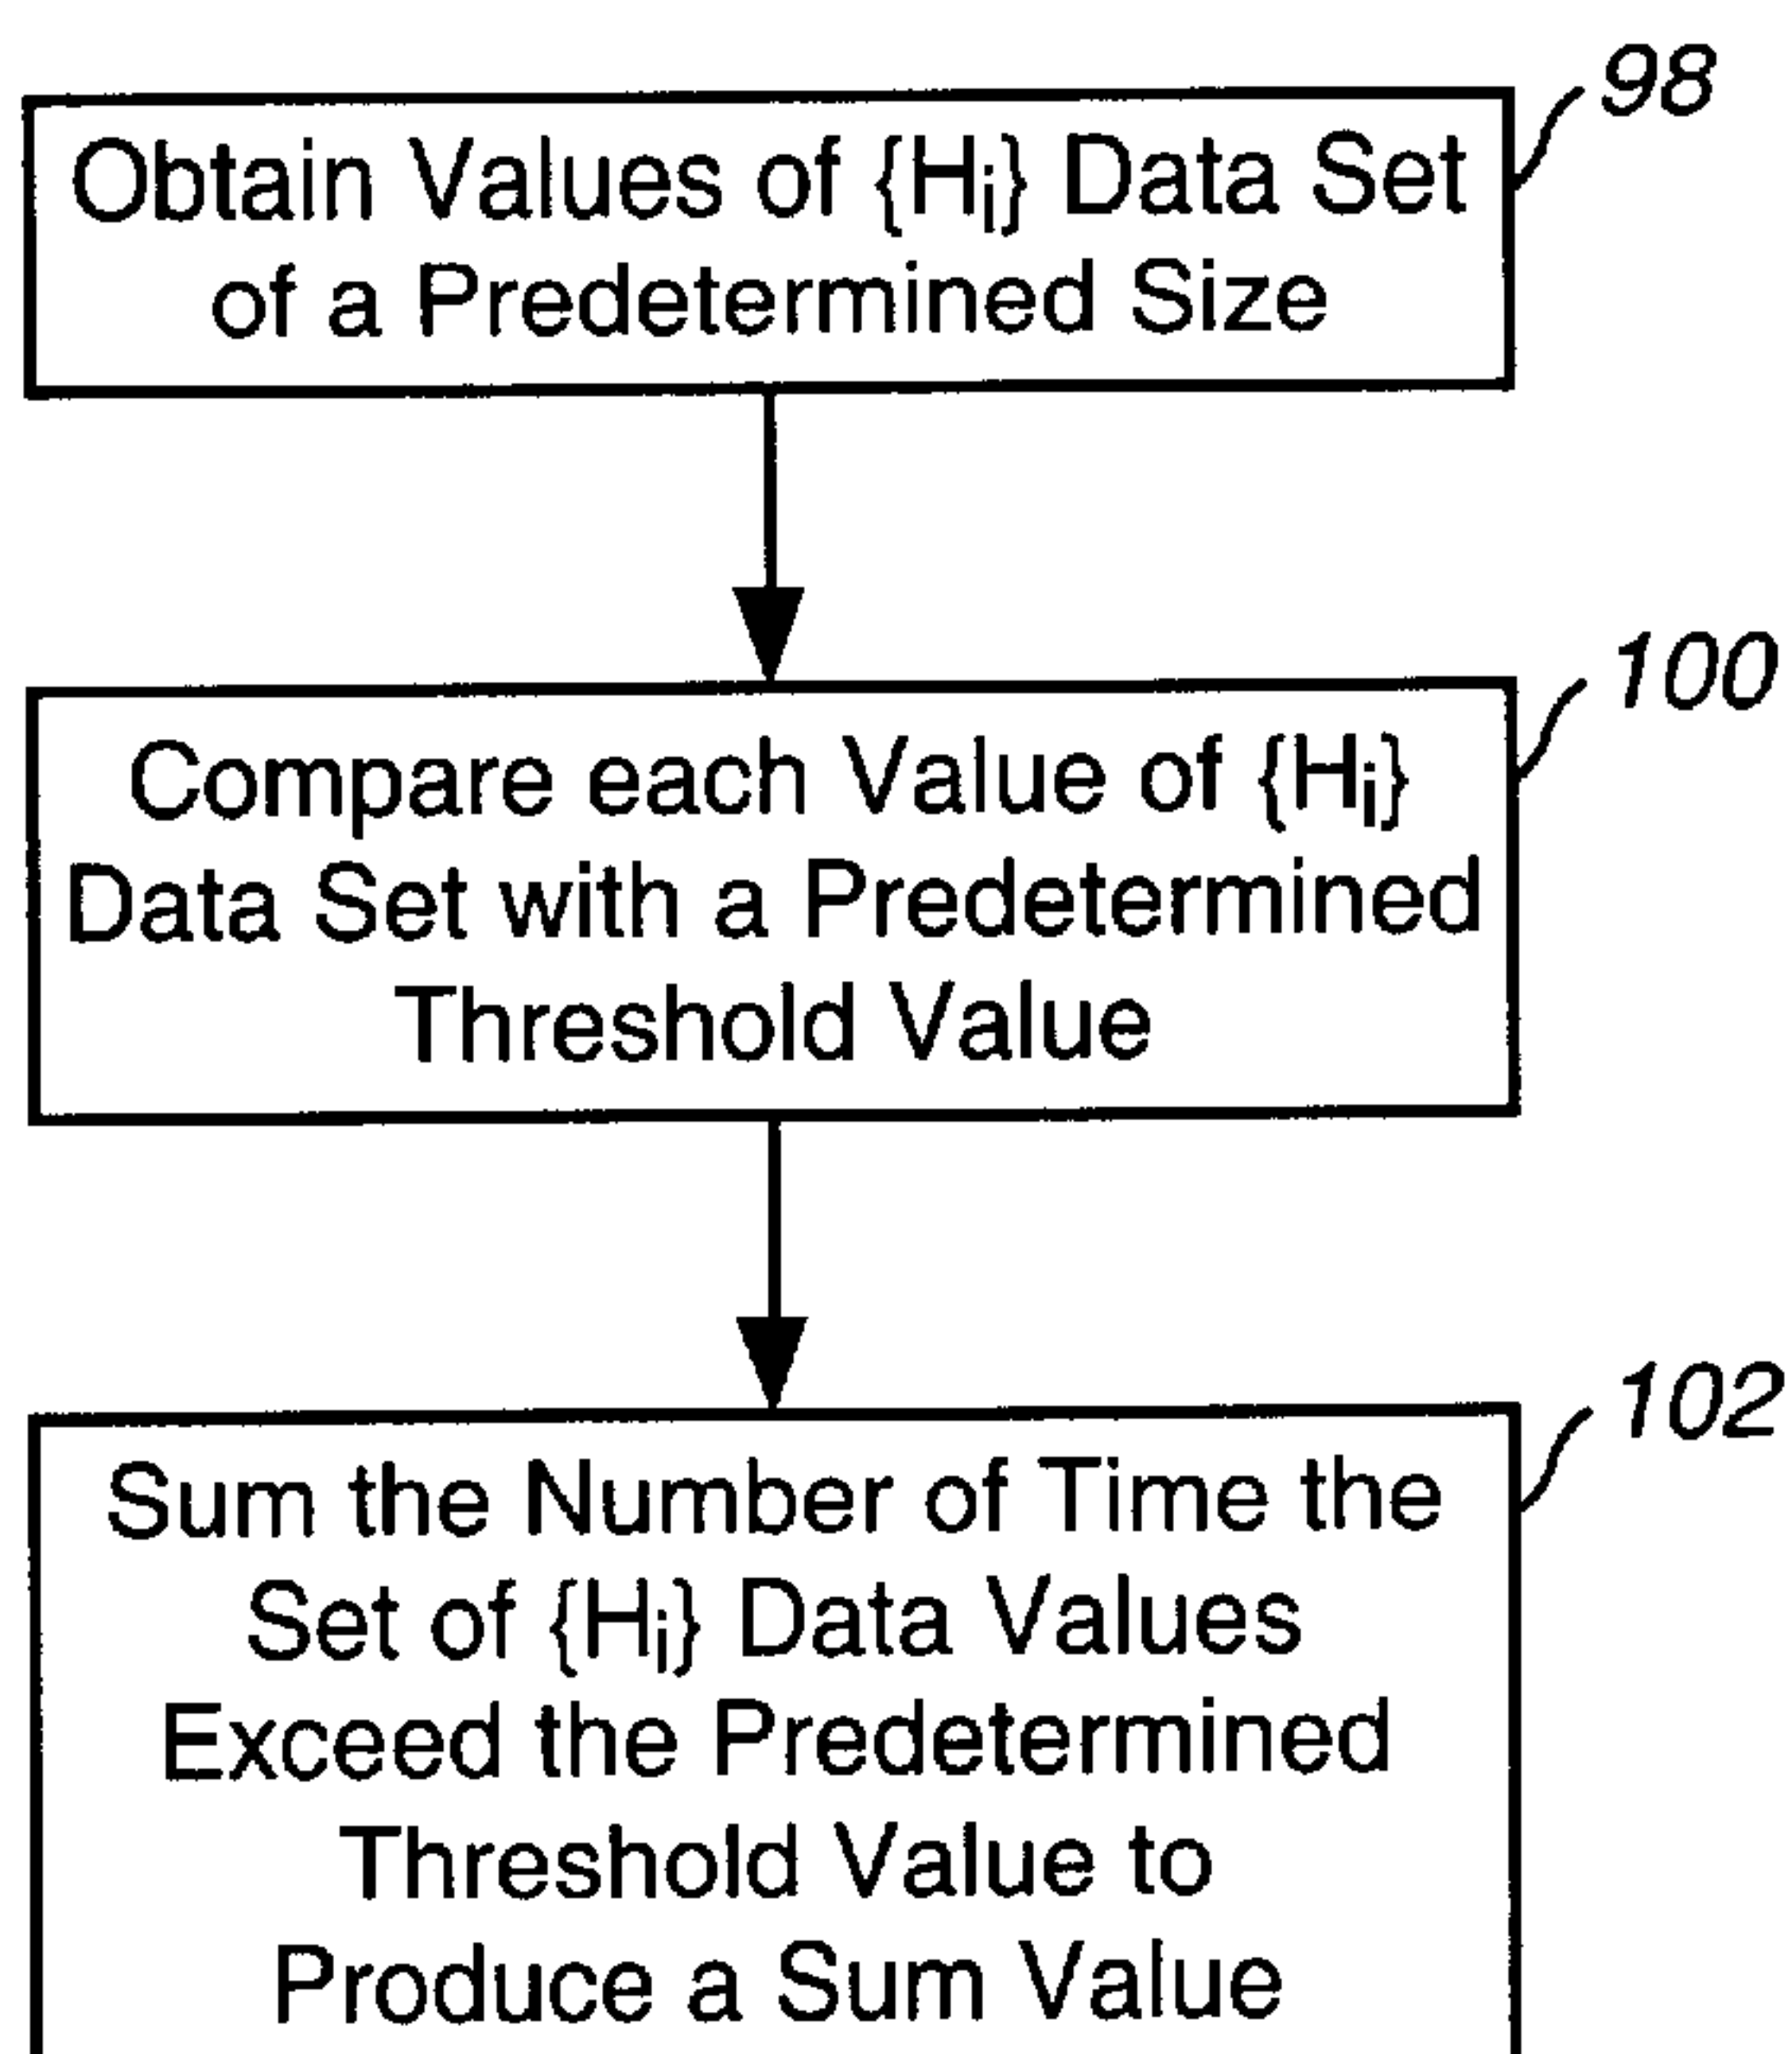 98
Obtain Values of {Hi} Data Set
of a Predetermined Size
100
Compare each Value of {Hi}
Data Set with a Predetermined
Threshold Value
102
Sum the Number of Time the
Set of {Hi} Data Values
Exceed the Predetermined
Threshold Value to
Produce a Sum Value